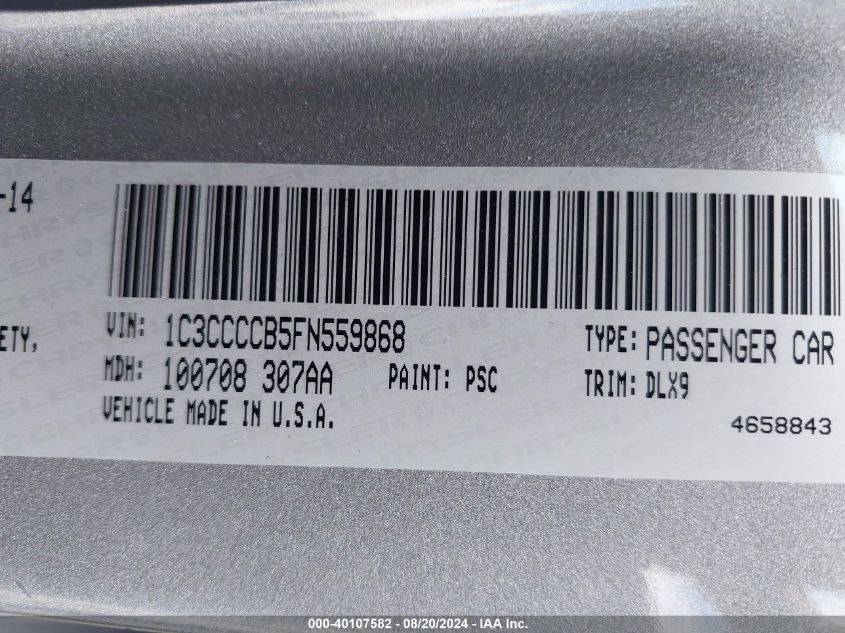 -14
ETY,
VIN: 1C3CCCCB5FN559868 TYPE: PASSENGER CAR
MDH: 100708 307AA PAINT: PSC TRIM: DLX9
VEHICLE MADE IN U.S.A. 4658843
000-40107582 - 08/20/2024 - © IAA, Inc.